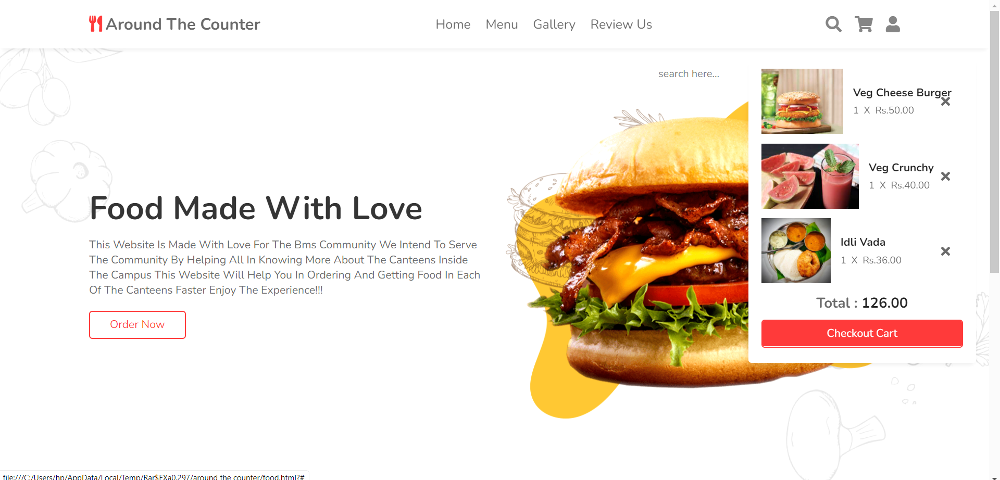 Around The Counter
Home Menu Gallery Review Us
search here...
Veg Cheese Burger
1 X Rs.50.00
Veg Crunchy
1 X Rs.40.00
Idli Vada
1 X Rs.36.00
Total : 126.00
Checkout Cart
Food Made With Love
This Website Is Made With Love For The Bms Community We Intend To Serve
The Community By Helping All In Knowing More About The Canteens Inside
The Campus This Website Will Help You In Ordering And Getting Food In Each
Of The Canteens Faster Enjoy The Experience!!!
Order Now
file:///C:/Users/hp/AppData/Local/Temp/Rar$EXa0.297/around the counter/food.html?#